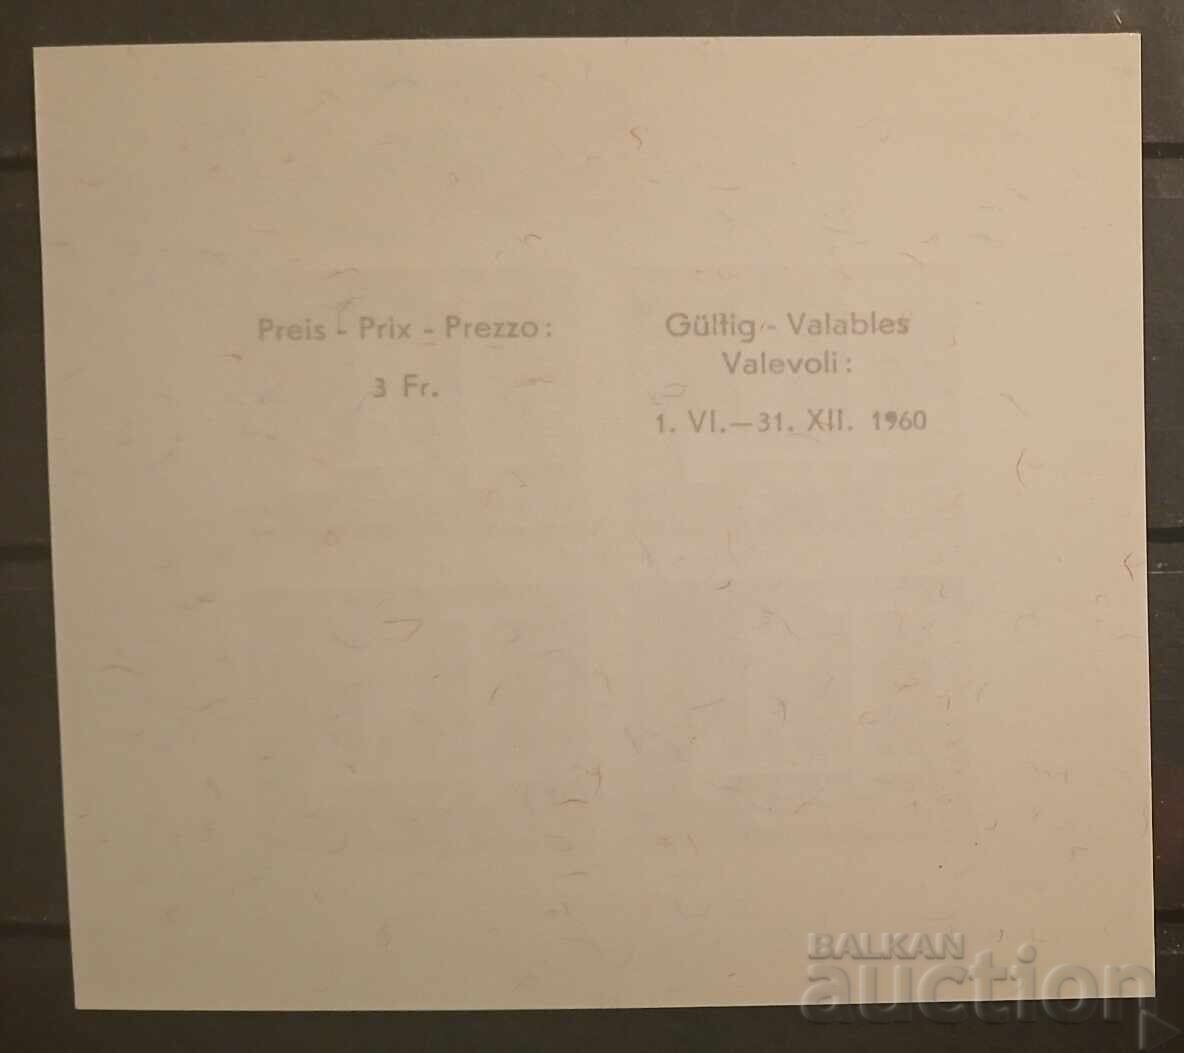 Preis - Prix - Prezzo:
3 Fr.
Gültig - Valables
Valevoli:
1. VI.—31. XII. 1960
BALKAN
auction